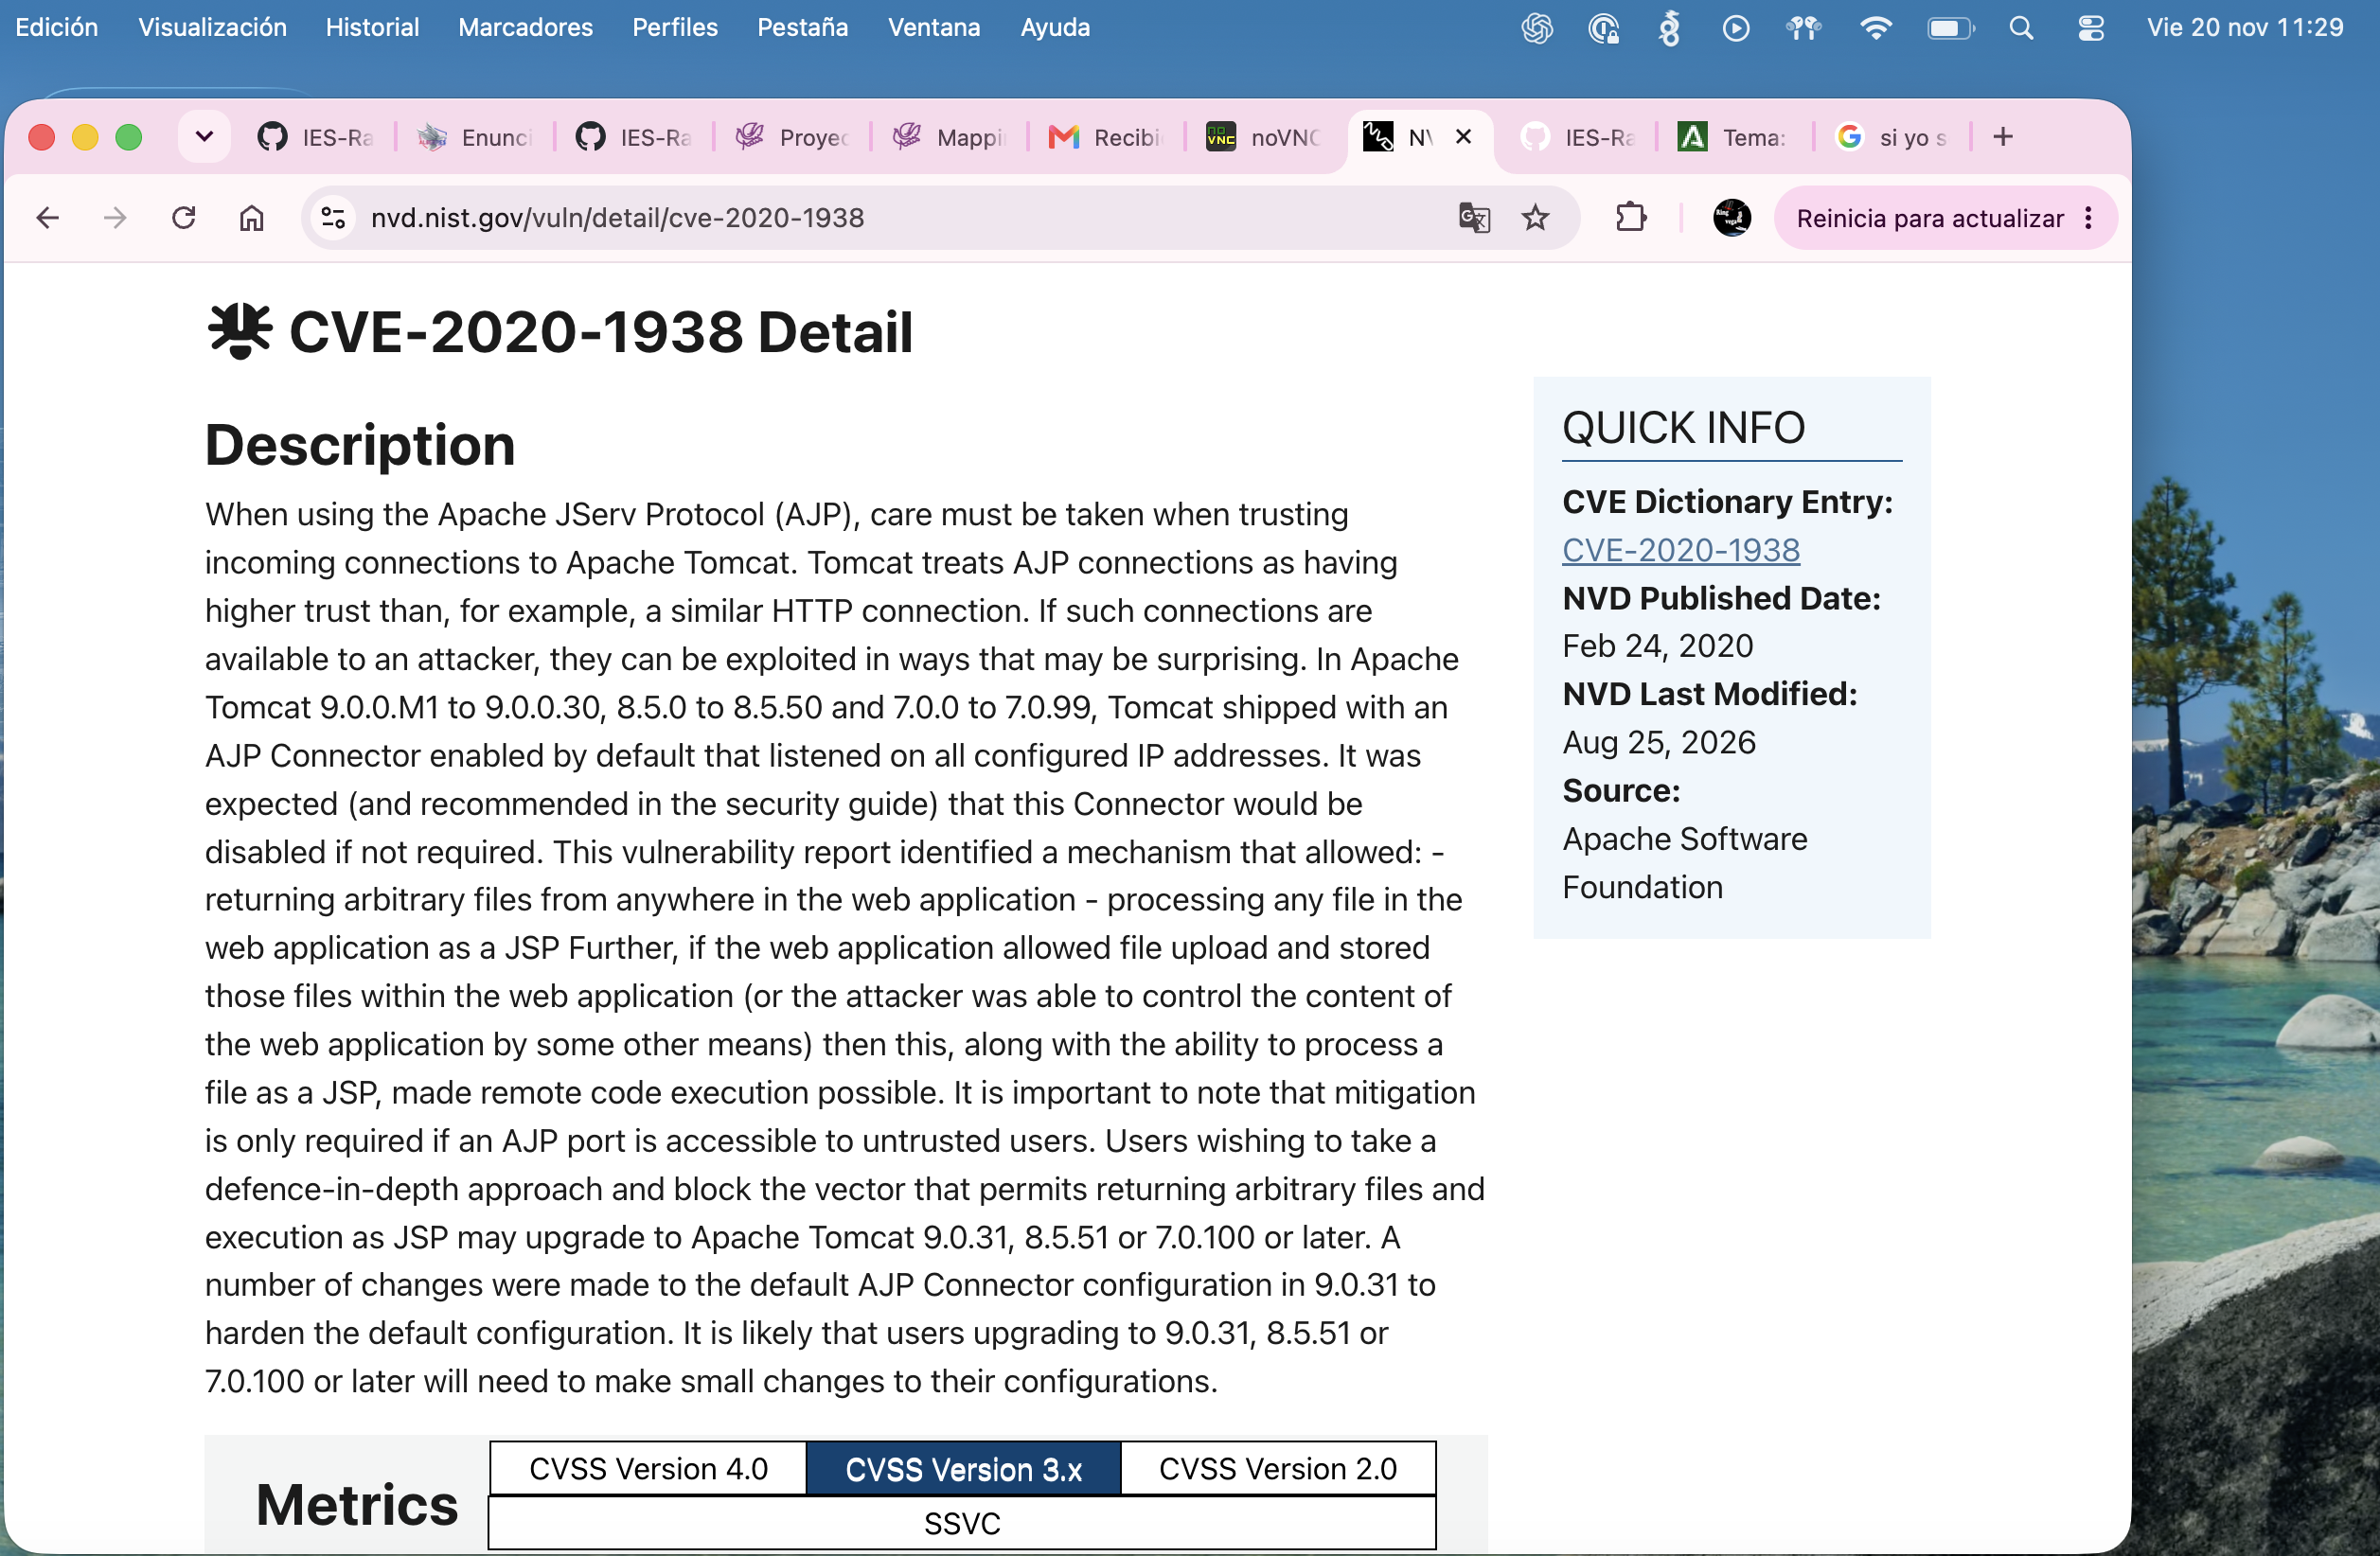 Edición Visualización Historial Marcadores Perfiles Pestaña Ventana Ayuda Vie 20 nov 11:29
IES-Ra Enunci IES-Ra Proyec Mappi Recibi noVNC NV IES-Ra Tema: si yo s
nvd.nist.gov/vuln/detail/cve-2020-1938 Reinicia para actualizar
CVE-2020-1938 Detail
Description
When using the Apache JServ Protocol (AJP), care must be taken when trusting
incoming connections to Apache Tomcat. Tomcat treats AJP connections as having
higher trust than, for example, a similar HTTP connection. If such connections are
available to an attacker, they can be exploited in ways that may be surprising. In Apache
Tomcat 9.0.0.M1 to 9.0.0.30, 8.5.0 to 8.5.50 and 7.0.0 to 7.0.99, Tomcat shipped with an
AJP Connector enabled by default that listened on all configured IP addresses. It was
expected (and recommended in the security guide) that this Connector would be
disabled if not required. This vulnerability report identified a mechanism that allowed: -
returning arbitrary files from anywhere in the web application - processing any file in the
web application as a JSP Further, if the web application allowed file upload and stored
those files within the web application (or the attacker was able to control the content of
the web application by some other means) then this, along with the ability to process a
file as a JSP, made remote code execution possible. It is important to note that mitigation
is only required if an AJP port is accessible to untrusted users. Users wishing to take a
defence-in-depth approach and block the vector that permits returning arbitrary files and
execution as JSP may upgrade to Apache Tomcat 9.0.31, 8.5.51 or 7.0.100 or later. A
number of changes were made to the default AJP Connector configuration in 9.0.31 to
harden the default configuration. It is likely that users upgrading to 9.0.31, 8.5.51 or
7.0.100 or later will need to make small changes to their configurations.
QUICK INFO
CVE Dictionary Entry:
CVE-2020-1938
NVD Published Date:
Feb 24, 2020
NVD Last Modified:
Aug 25, 2026
Source:
Apache Software
Foundation
Metrics
CVSS Version 4.0 CVSS Version 3.x CVSS Version 2.0
SSVC